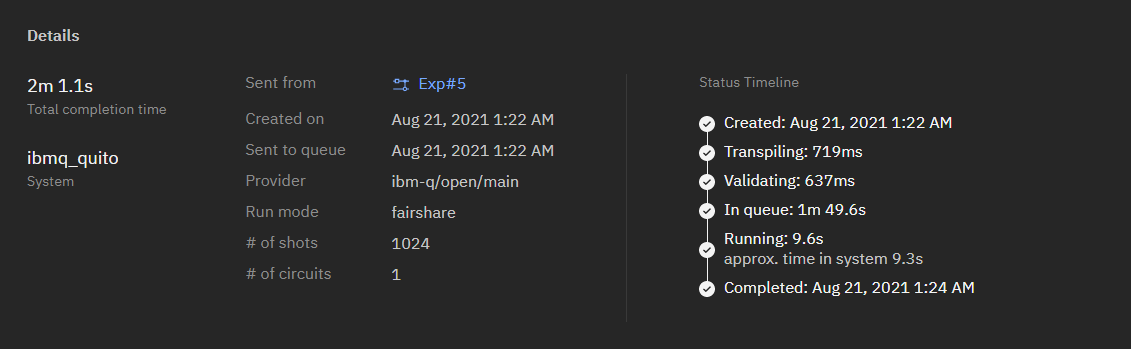 Details
2m 1.1s
Total completion time
ibmq_quito
System
Sent from Exp#5
Created on Aug 21, 2021 1:22 AM
Sent to queue Aug 21, 2021 1:22 AM
Provider ibm-q/open/main
Run mode fairshare
# of shots 1024
# of circuits 1
Status Timeline
Created: Aug 21, 2021 1:22 AM
Transpiling: 719ms
Validating: 637ms
In queue: 1m 49.6s
Running: 9.6s
approx. time in system 9.3s
Completed: Aug 21, 2021 1:24 AM